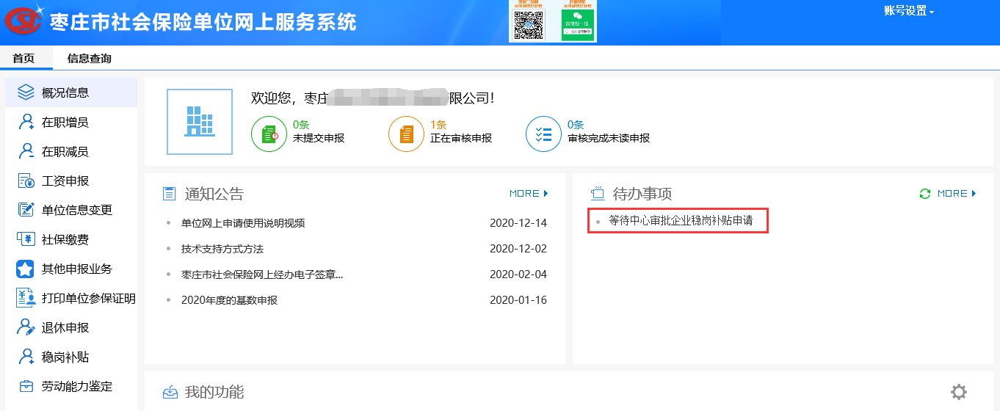 枣庄市社会保险单位网上服务系统
账号设置
首页
信息查询
概况信息
在职增员
在职减员
工资申报
单位信息变更
社保缴费
其他申报业务
打印单位参保证明
退休申报
稳岗补贴
劳动能力鉴定
欢迎您，枣庄
限公司！
0条
未提交申报
1条
正在审核申报
0条
审核完成未读申报
通知公告
MORE
单位网上申请使用说明视频 2020-12-14
技术支持方式方法 2020-12-02
枣庄市社会保险网上经办电子签章... 2020-02-04
2020年度的基数申报 2020-01-16
待办事项
MORE
等待中心审批企业稳岗补贴申请
我的功能